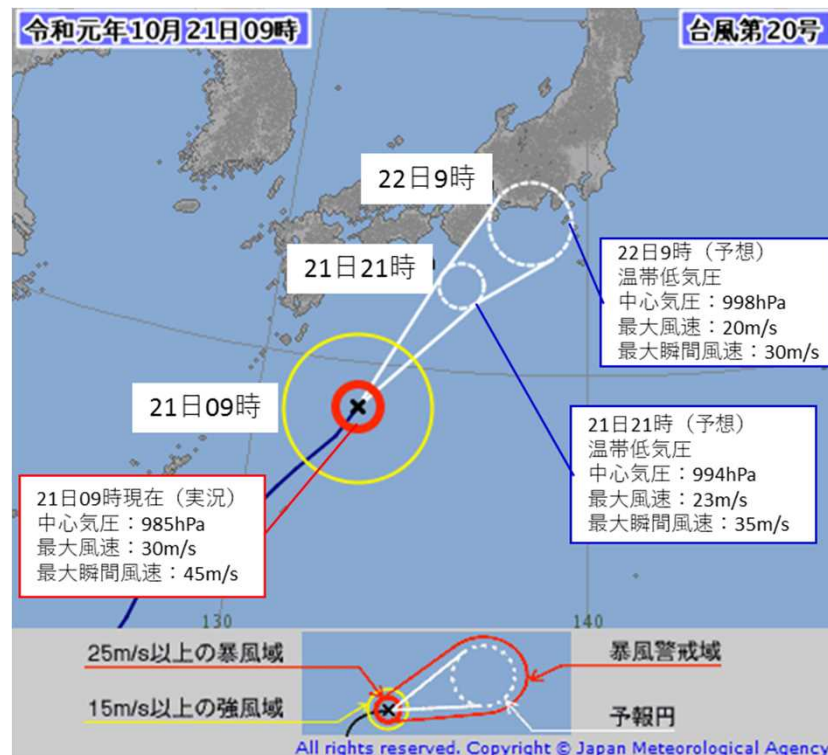 令和元年10月21日09時
台風第20号
22日9時
21日21時
22日9時（予想）
温帯低気圧
中心気圧：998hPa
最大風速：20m/s
最大瞬間風速：30m/s
21日09時
21日21時（予想）
温帯低気圧
中心気圧：994hPa
最大風速：23m/s
最大瞬間風速：35m/s
21日09時現在（実況）
中心気圧：985hPa
最大風速：30m/s
最大瞬間風速：45m/s
130
140
25m/s以上の暴風域
暴風警戒域
15m/s以上の強風域
予報円
All rights reserved. Copyright © Japan Meteorological Agency